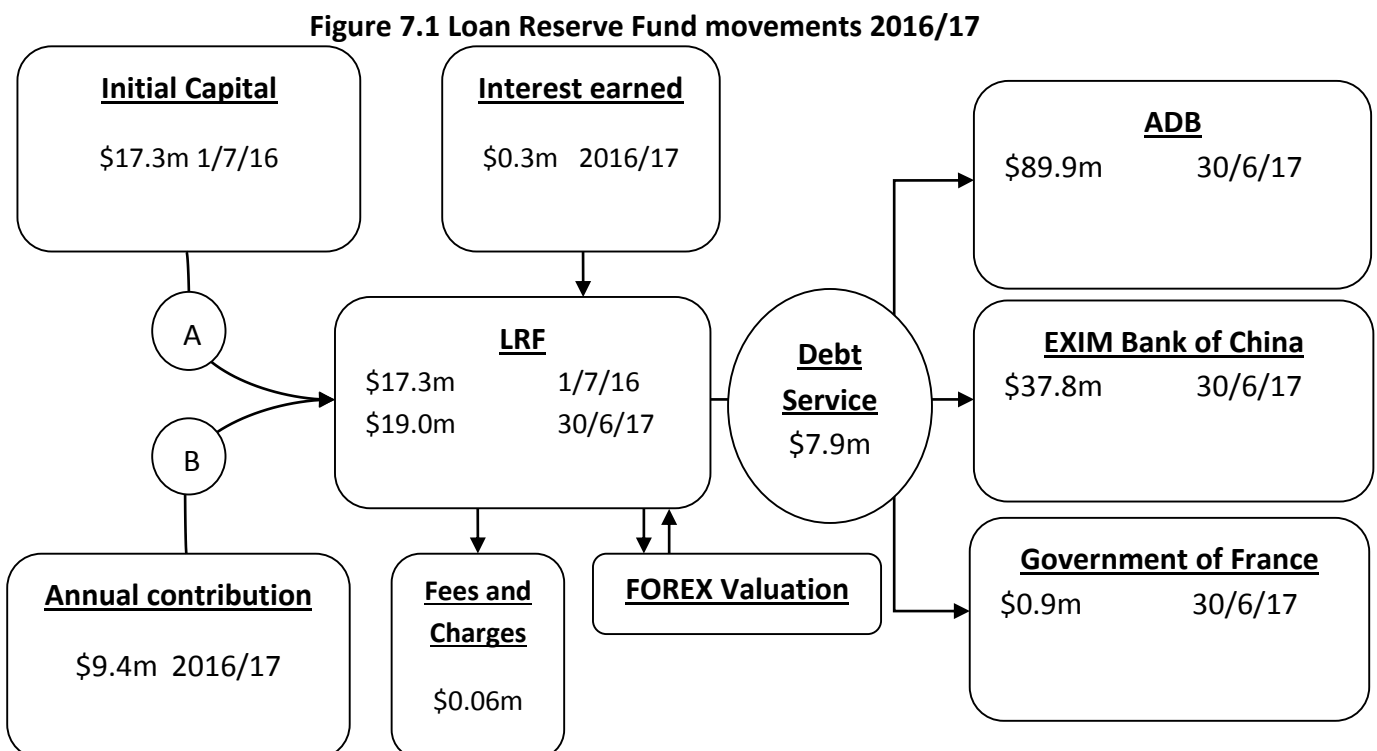 Figure 7.1 Loan Reserve Fund movements 2016/17
Initial Capital
$17.3m 1/7/16
Interest earned
$0.3m 2016/17
ADB
$89.9m 30/6/17
A
LRF
$17.3m 1/7/16
$19.0m 30/6/17
Debt
Service
$7.9m
EXIM Bank of China
$37.8m 30/6/17
B
Annual contribution
$9.4m 2016/17
Fees and
Charges
$0.06m
FOREX Valuation
Government of France
$0.9m 30/6/17